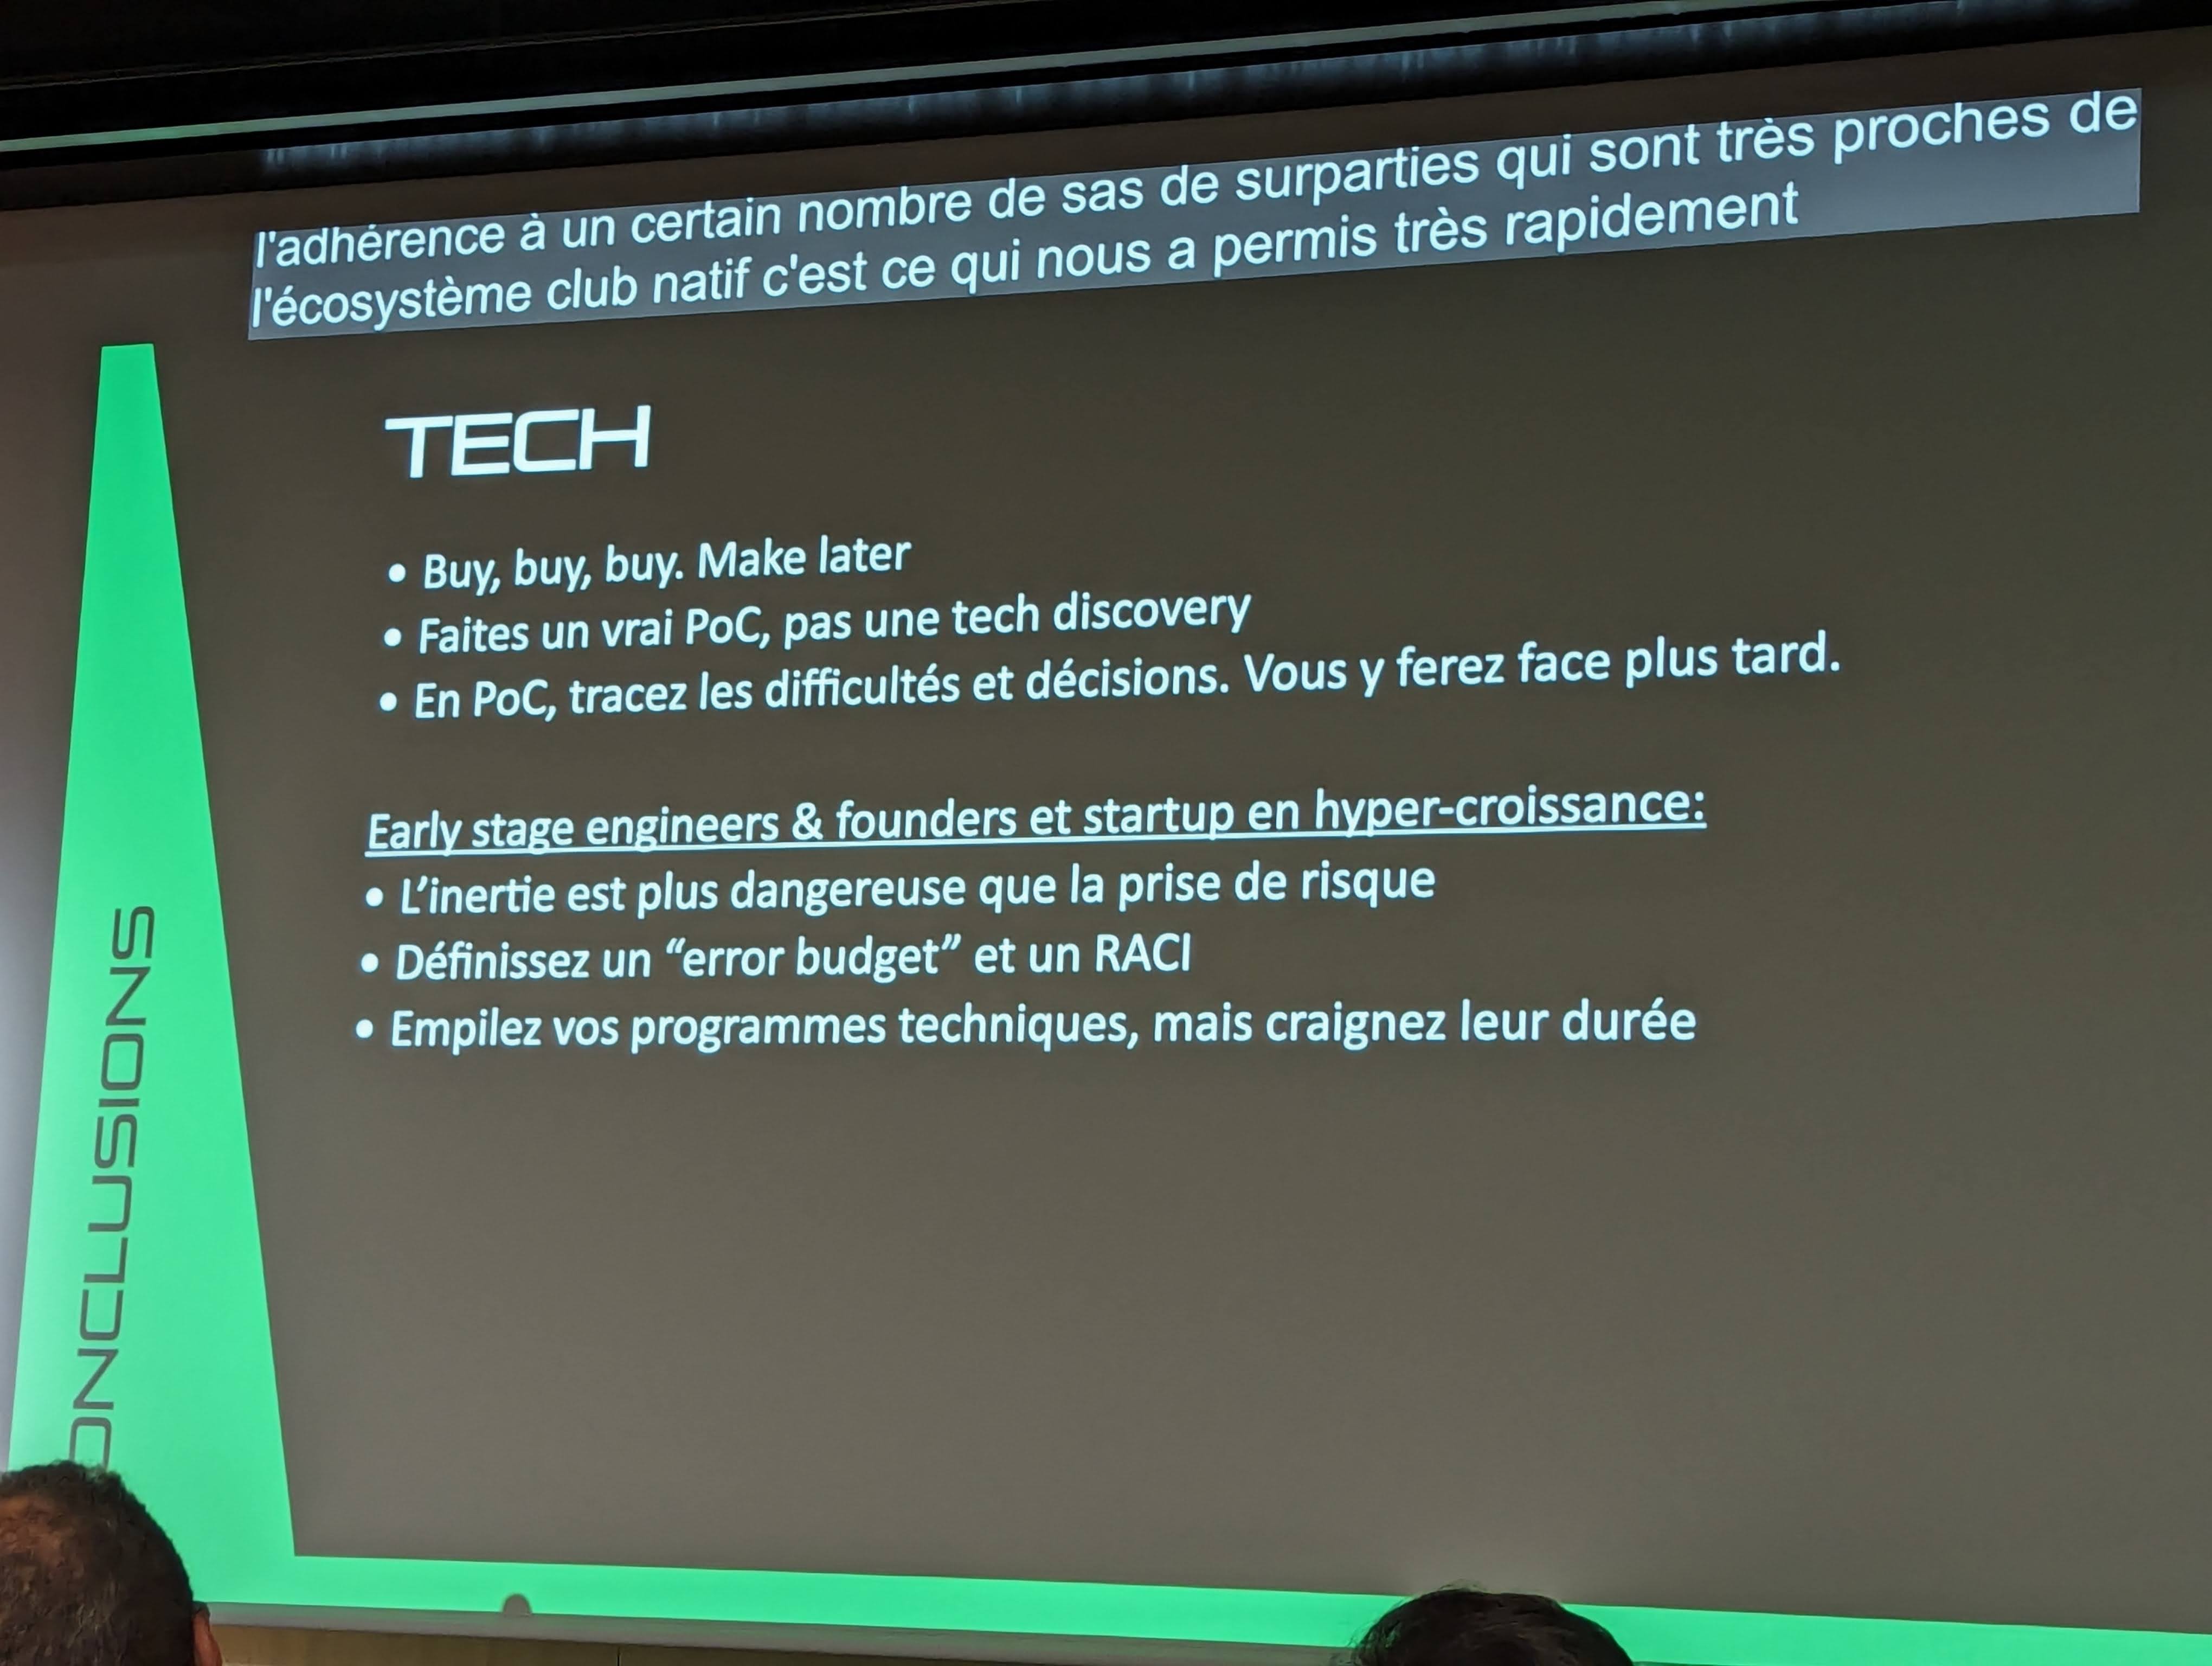 l'adhérence à un certain nombre de sas de surparties qui sont très proches de
l'écosystème club natif c'est ce qui nous a permis très rapidement
TECH
• Buy, buy, buy. Make later
• Faites un vrai PoC, pas une tech discovery
• En PoC, tracez les difficultés et décisions. Vous y ferez face plus tard.
Early stage engineers & founders et startup en hyper-croissance:
• L’inertie est plus dangereuse que la prise de risque
• Définissez un “error budget” et un RACI
• Empilez vos programmes techniques, mais craignez leur durée
ONCLUSIONS